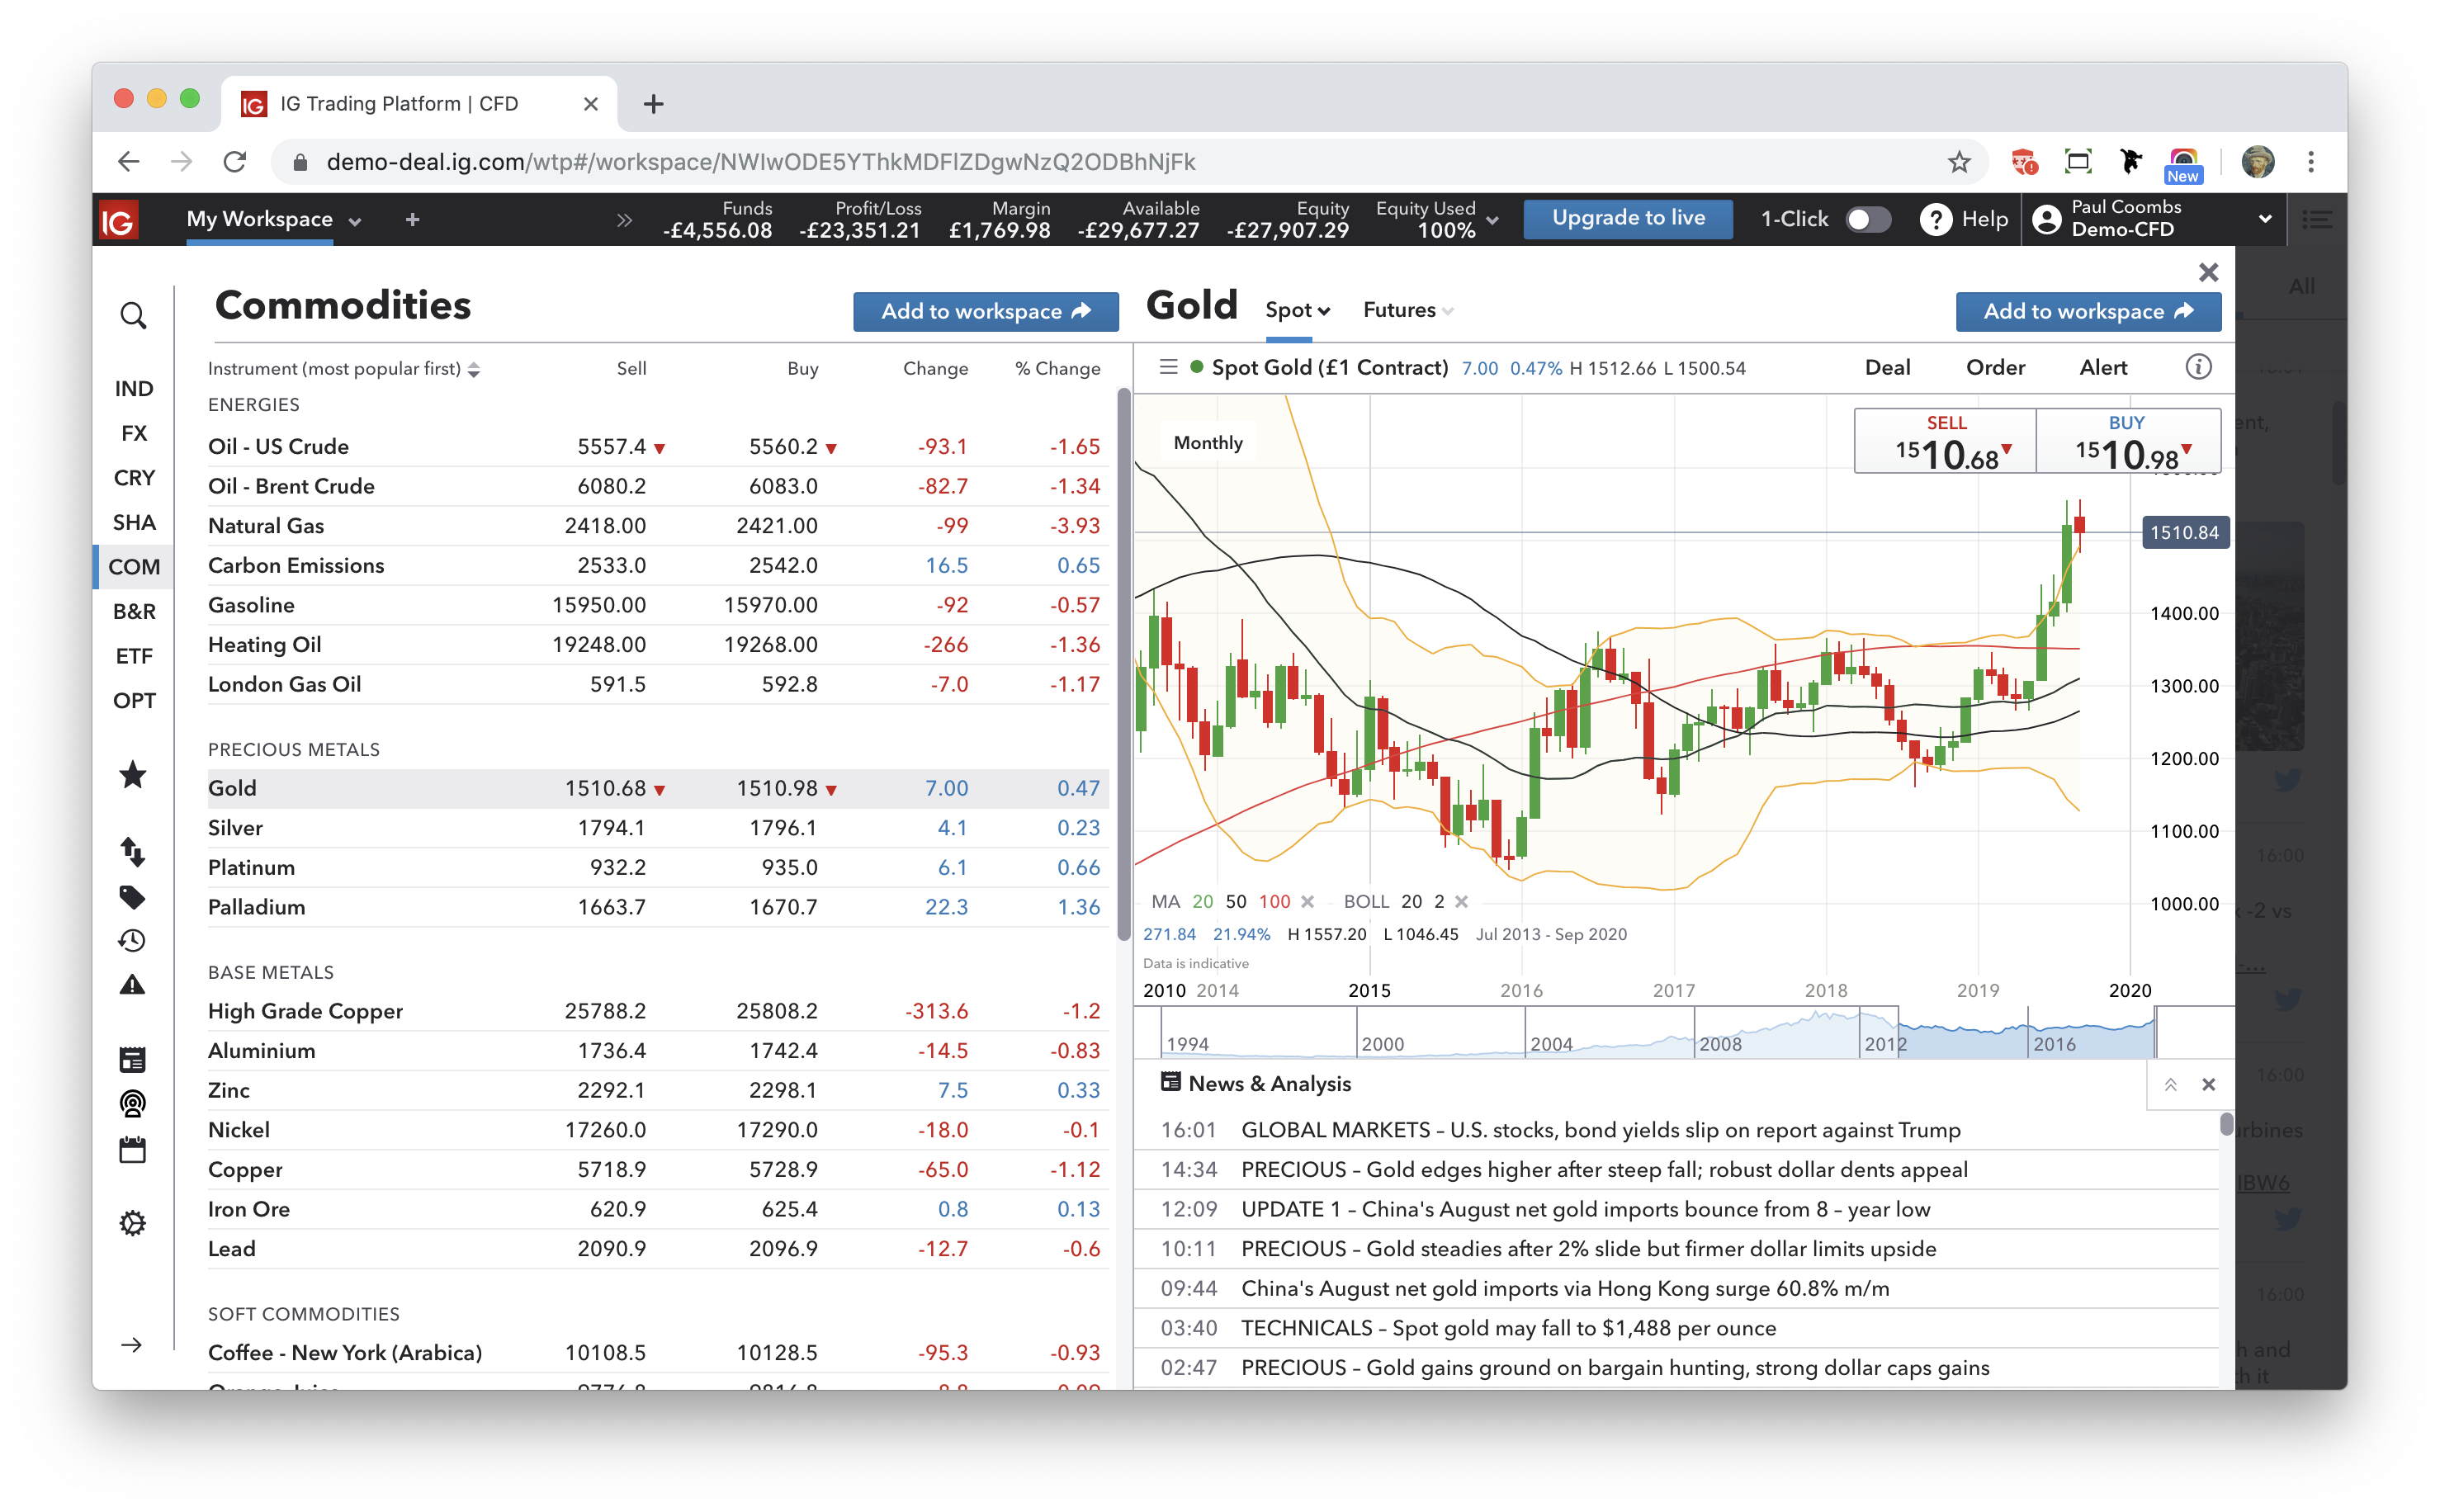 IG Trading Platform | CFD
demo-deal.ig.com/wtp#/workspace/NWIwODE5YThkMDFlZDgwNzQ2ODBhNjFk
New
IG
My Workspace
Funds
-£4,556.08
Profit/Loss
-£23,351.21
Margin
£1,769.98
Available
-£29,677.27
Equity
-£27,907.29
Equity Used
100%
Upgrade to live
1-Click
Help
Paul Coombs
Demo-CFD
All
IND
FX
CRY
SHA
COM
B&R
ETF
OPT
Commodities
Add to workspace
Instrument (most popular first) Sell Buy Change % Change
ENERGIES
Oil - US Crude 5557.4 5560.2 -93.1 -1.65
Oil - Brent Crude 6080.2 6083.0 -82.7 -1.34
Natural Gas 2418.00 2421.00 -99 -3.93
Carbon Emissions 2533.0 2542.0 16.5 0.65
Gasoline 15950.00 15970.00 -92 -0.57
Heating Oil 19248.00 19268.00 -266 -1.36
London Gas Oil 591.5 592.8 -7.0 -1.17
PRECIOUS METALS
Gold 1510.68 1510.98 7.00 0.47
Silver 1794.1 1796.1 4.1 0.23
Platinum 932.2 935.0 6.1 0.66
Palladium 1663.7 1670.7 22.3 1.36
BASE METALS
High Grade Copper 25788.2 25808.2 -313.6 -1.2
Aluminium 1736.4 1742.4 -14.5 -0.83
Zinc 2292.1 2298.1 7.5 0.33
Nickel 17260.0 17290.0 -18.0 -0.1
Copper 5718.9 5728.9 -65.0 -1.12
Iron Ore 620.9 625.4 0.8 0.13
Lead 2090.9 2096.9 -12.7 -0.6
SOFT COMMODITIES
Coffee - New York (Arabica) 10108.5 10128.5 -95.3 -0.93
Gold Spot Futures
Add to workspace
Spot Gold (£1 Contract) 7.00 0.47% H 1512.66 L 1500.54
Deal Order Alert
Monthly
SELL
1510.68
BUY
1510.98
1510.84
1400.00
1300.00
1200.00
1100.00
1000.00
MA 20 50 100 BOLL 20 2
271.84 21.94% H 1557.20 L 1046.45 Jul 2013 - Sep 2020
Data is indicative
2010 2014 2015 2016 2017 2018 2019 2020
1994 2000 2004 2008 2012 2016
News & Analysis
16:01 GLOBAL MARKETS – U.S. stocks, bond yields slip on report against Trump
14:34 PRECIOUS – Gold edges higher after steep fall; robust dollar dents appeal
12:09 UPDATE 1 – China's August net gold imports bounce from 8 – year low
10:11 PRECIOUS – Gold steadies after 2% slide but firmer dollar limits upside
09:44 China's August net gold imports via Hong Kong surge 60.8% m/m
03:40 TECHNICALS – Spot gold may fall to $1,488 per ounce
02:47 PRECIOUS – Gold gains ground on bargain hunting, strong dollar caps gains
16:00
-2 vs
16:00
IBW6
16:00